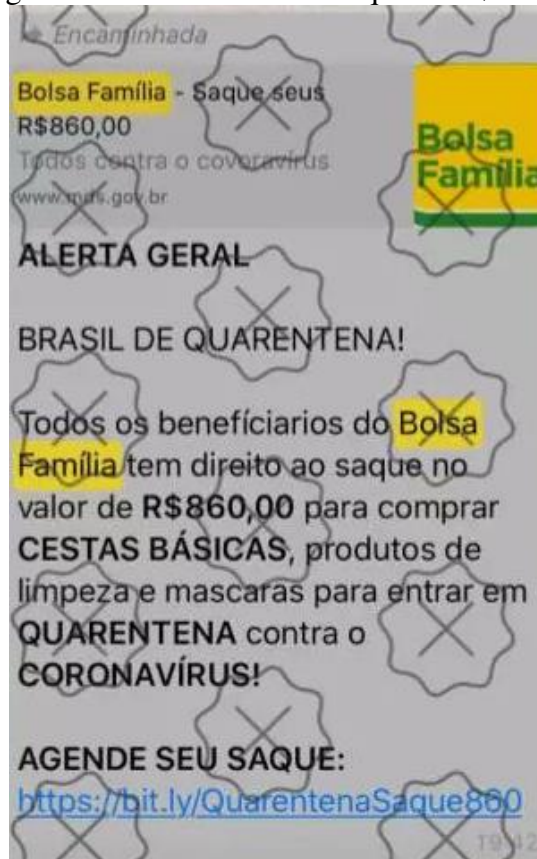 Encaminhada
Bolsa Família - Saque seus
R$860,00
Todos contra o covoravírus
www.mds.gov.br
Bolsa
Família
ALERTA GERAL
BRASIL DE QUARENTENA!
Todos os benefíciarios do Bolsa
Família tem direito ao saque no
valor de R$860,00 para comprar
CESTAS BÁSICAS, produtos de
limpeza e mascaras para entrar em
QUARENTENA contra o
CORONAVÍRUS!
AGENDE SEU SAQUE:
https://bit.ly/QuarentenaSaque860